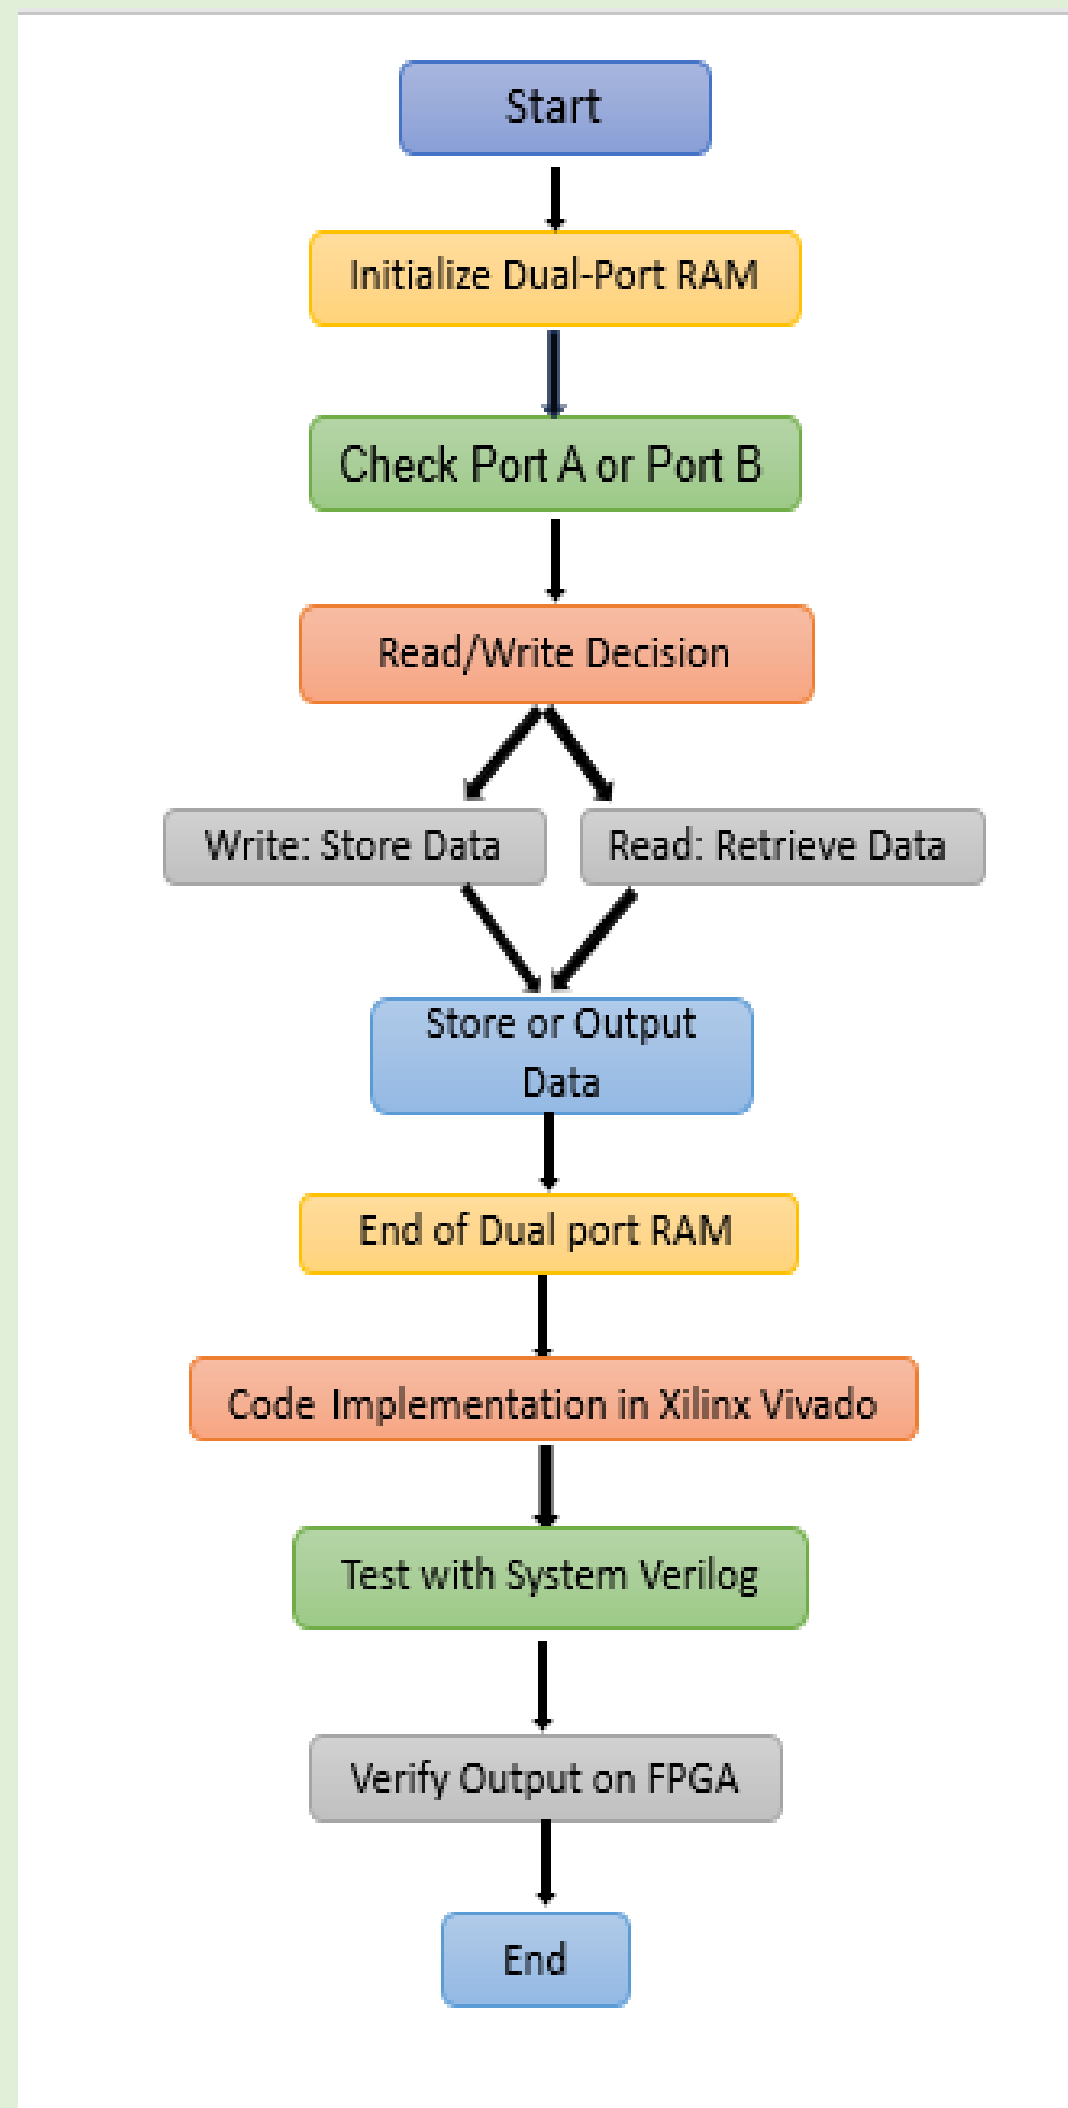 Start
Initialize Dual-Port RAM
Check Port A or Port B
Read/Write Decision
Write: Store Data
Read: Retrieve Data
Store or Output
Data
End of Dual port RAM
Code Implementation in Xilinx Vivado
Test with System Verilog
Verify Output on FPGA
End